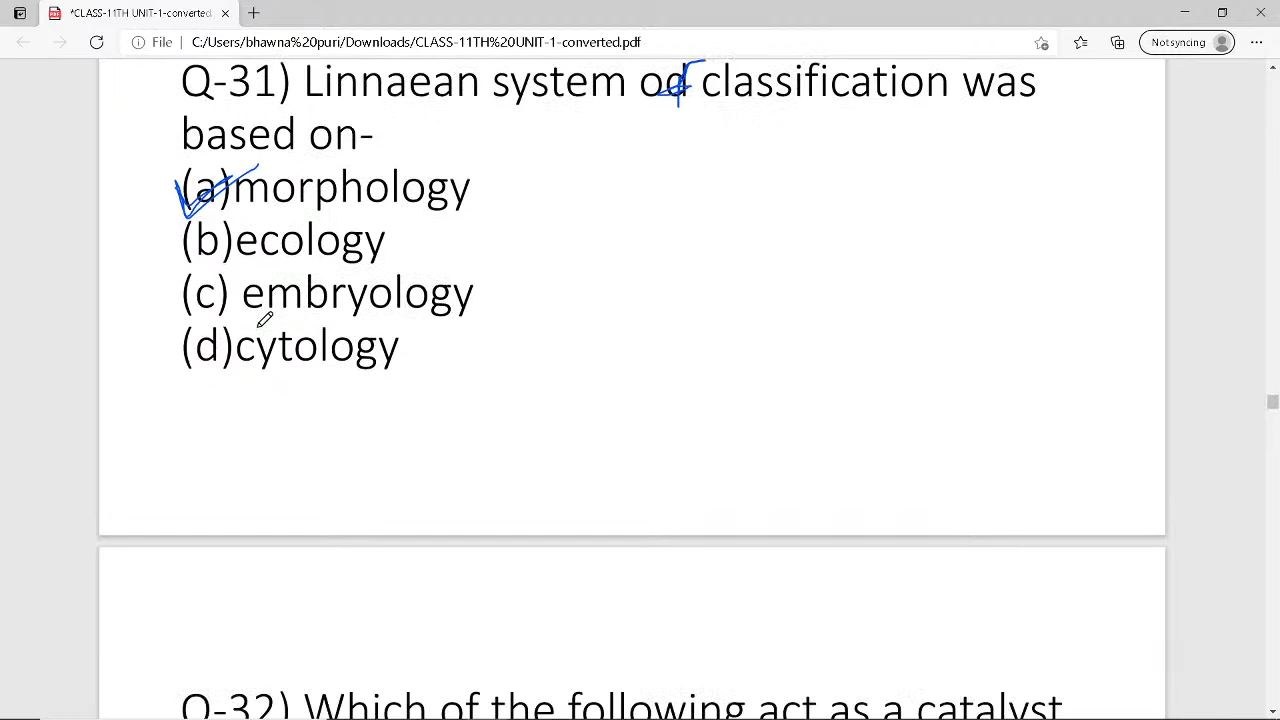 *CLASS-11TH UNIT-1-converted
File | C:/Users/bhawna%20puri/Downloads/CLASS-11TH%20UNIT-1-converted.pdf
Not syncing
Q-31) Linnaean system od f classification was
based on-
(a)morphology
(b)ecology
(c) embryology
(d)cytology
Q-32) Which of the following act as a catalyst